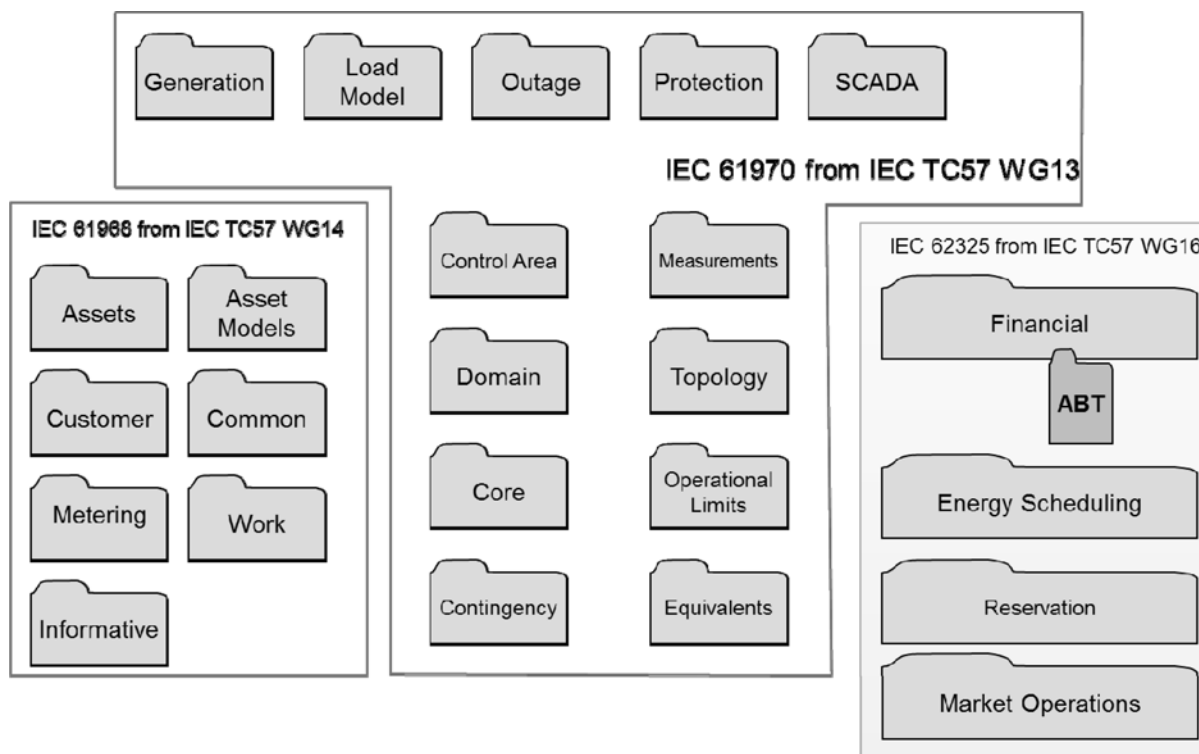 Generation
Load
Model
Outage
Protection
SCADA
IEC 61970 from IEC TC57 WG13
IEC 61968 from IEC TC57 WG14
Assets
Asset
Models
Customer
Common
Metering
Work
Informative
Control Area
Measurements
Domain
Topology
Core
Operational
Limits
Contingency
Equivalents
IEC 62325 from IEC TC57 WG16
Financial
ABT
Energy Scheduling
Reservation
Market Operations